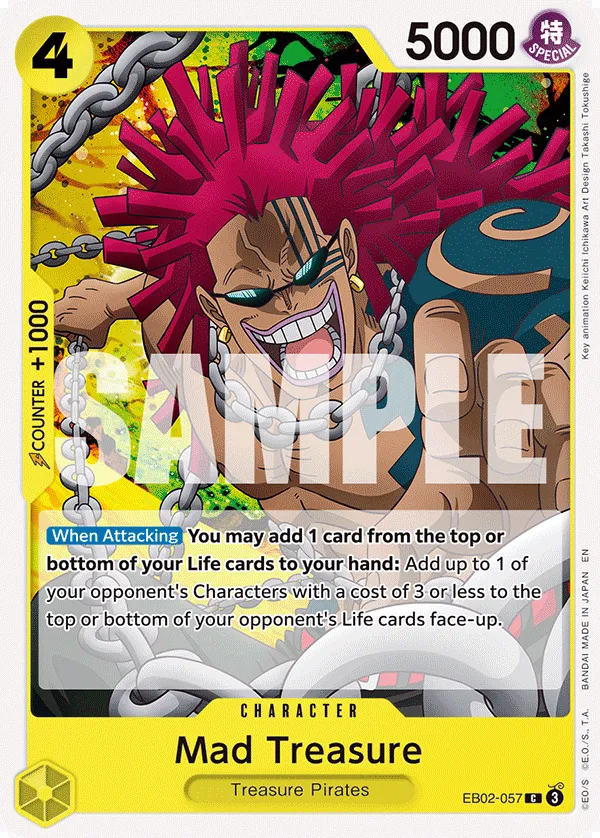 4
5000
特
SPECIAL
COUNTER +1000
SAMPLE
When Attacking You may add 1 card from the top or
bottom of your Life cards to your hand: Add up to 1 of
your opponent's Characters with a cost of 3 or less to the
top or bottom of your opponent's Life cards face-up.
CHARACTER
Mad Treasure
Treasure Pirates
EB02-057 C 3
Key animation Keiichi Ichikawa Art Design Takashi Tokushige
©EO/S ©E.O./S., T.A. BANDAI MADE IN JAPAN EN